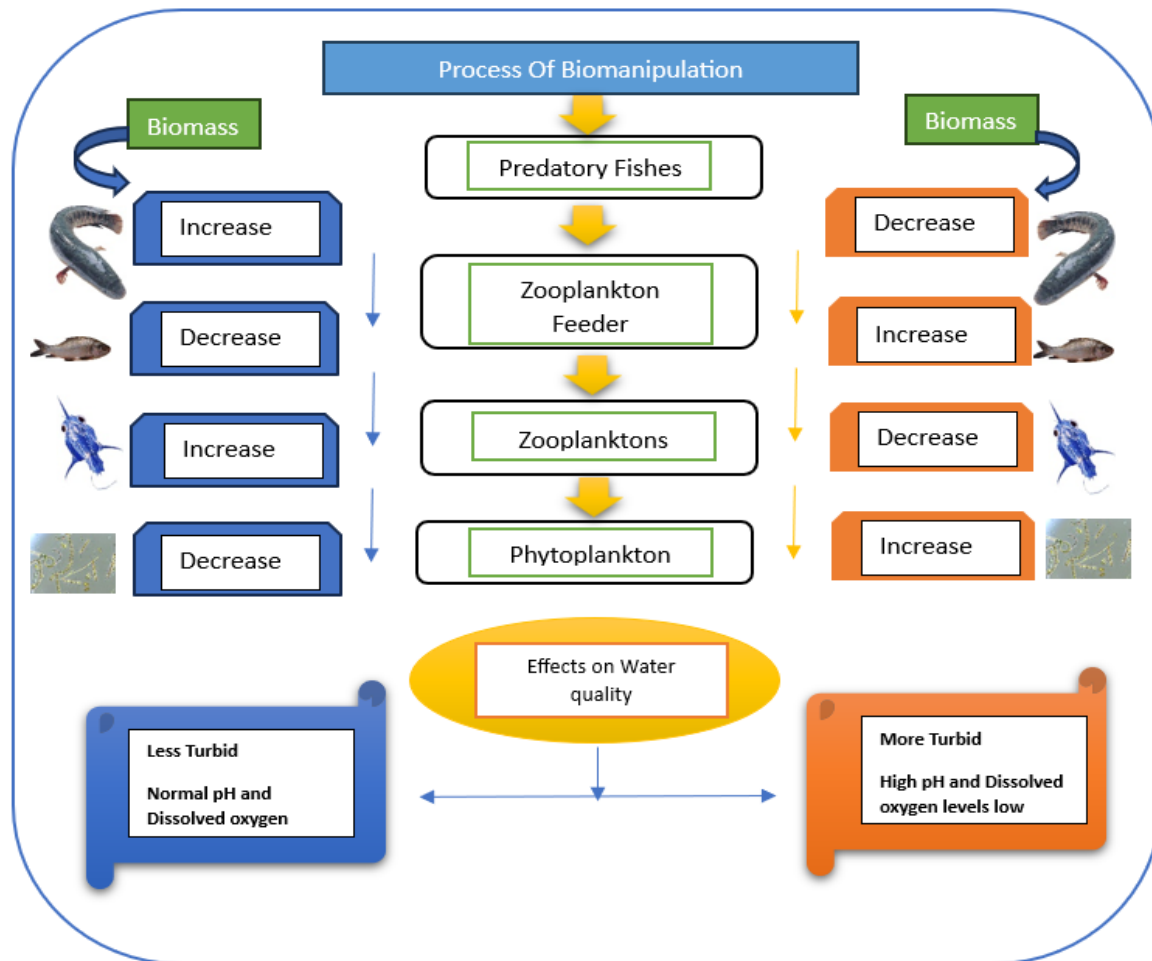 Process Of Biomanipulation
Biomass
Biomass
Predatory Fishes
Increase
Decrease
Zooplankton
Feeder
Decrease
Increase
Zooplanktons
Increase
Decrease
Phytoplankton
Decrease
Increase
Effects on Water
quality
Less Turbid
Normal pH and
Dissolved oxygen
More Turbid
High pH and Dissolved
oxygen levels low